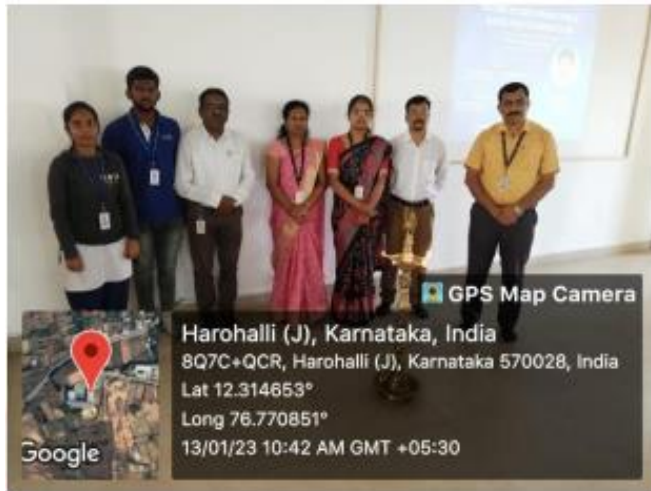 GPS Map Camera
Harohalli (J), Karnataka, India
8Q7C+QCR, Harohalli (J), Karnataka 570028, India
Lat 12.314653°
Long 76.770851°
13/01/23 10:42 AM GMT +05:30
Google